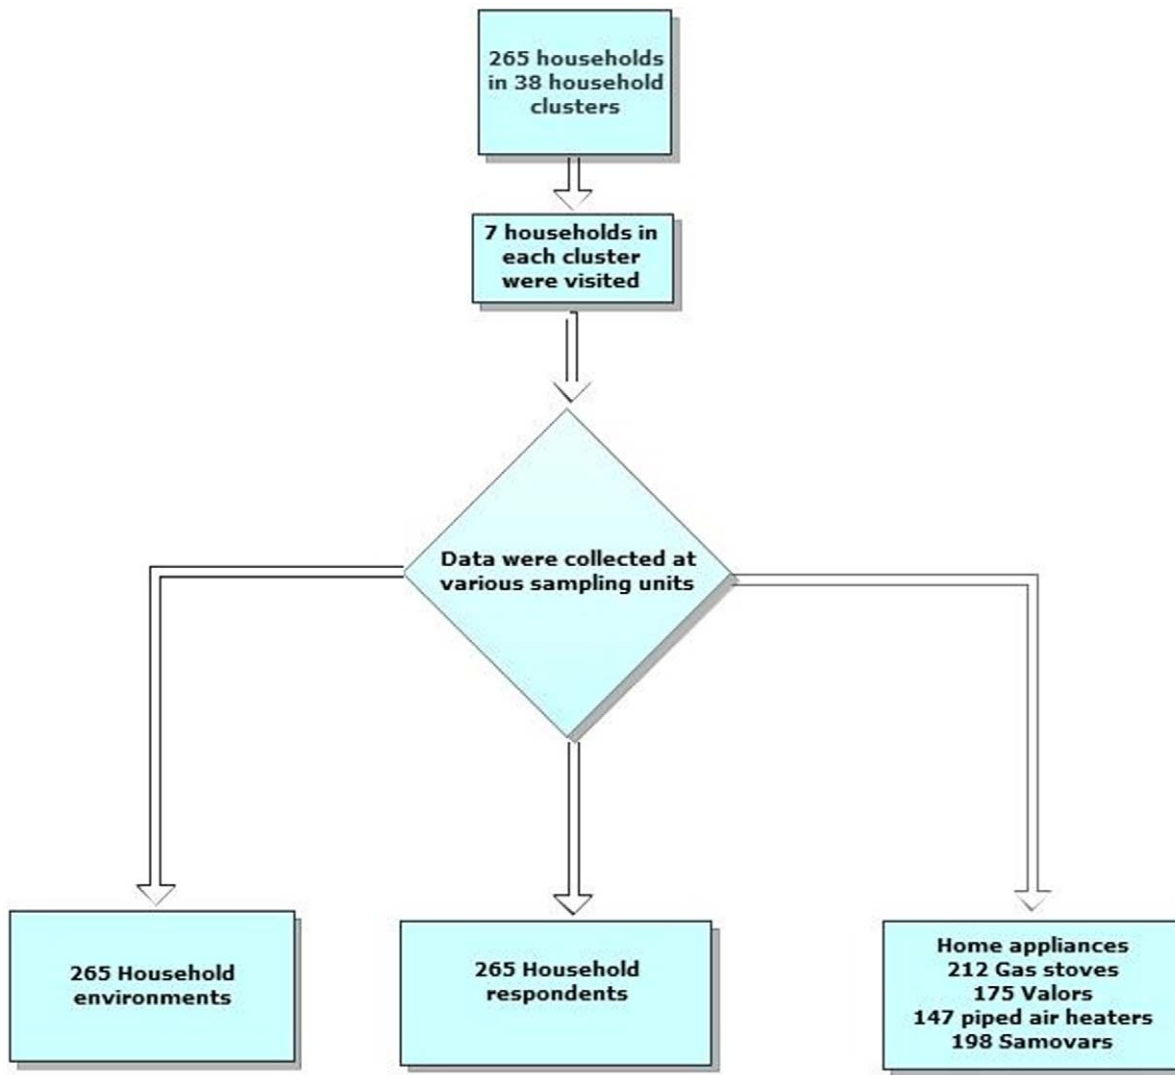 265 households
in 38 household
clusters
7 households in
each cluster
were visited
Data were collected at
various sampling units
265 Household
environments
265 Household
respondents
Home appliances
212 Gas stoves
175 Valors
147 piped air heaters
198 Samovars